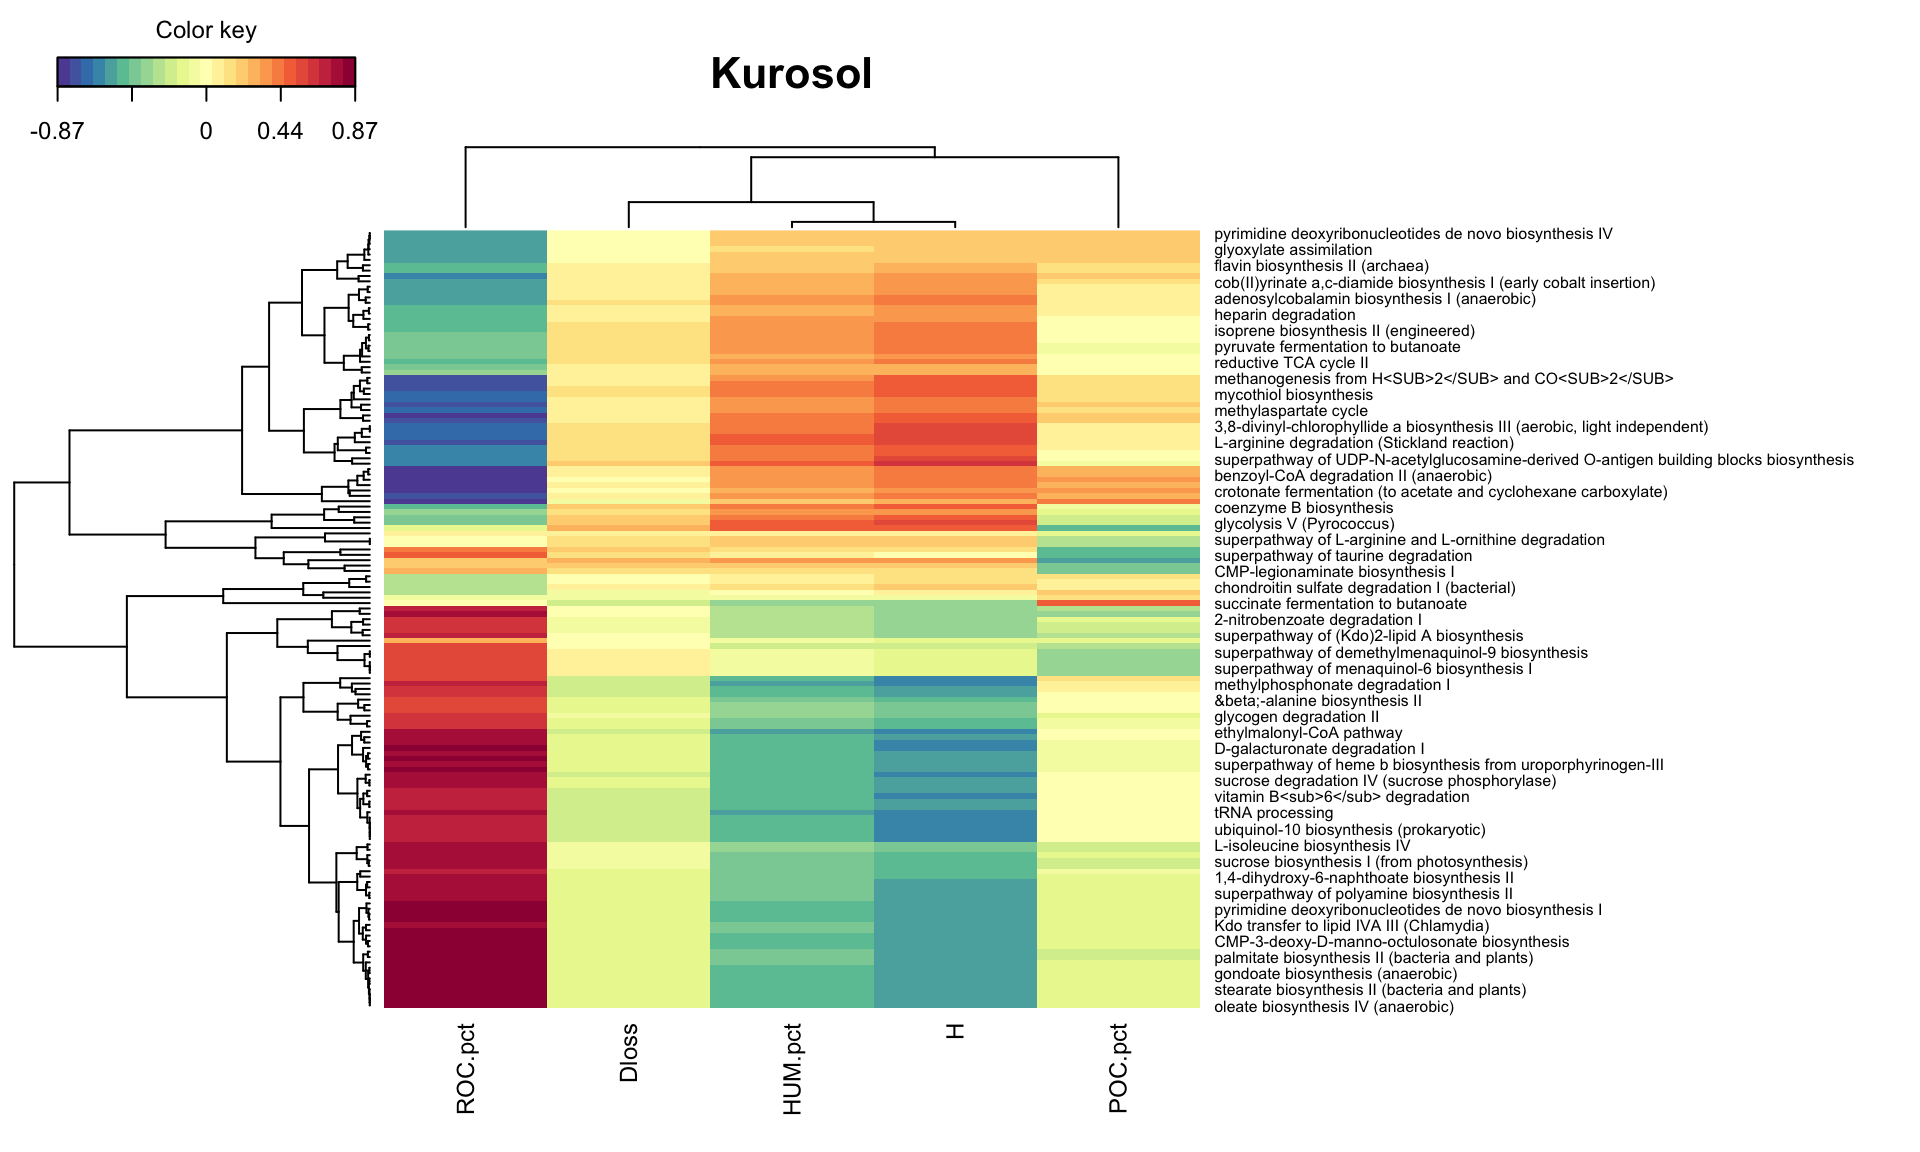 Color key
-0.87 0 0.44 0.87
Kurosol
pyrimidine deoxyribonucleotides de novo biosynthesis IV
glyoxylate assimilation
flavin biosynthesis II (archaea)
cob(II)yrinate a,c-diamide biosynthesis I (early cobalt insertion)
adenosylcobalamin biosynthesis I (anaerobic)
heparin degradation
isoprene biosynthesis II (engineered)
pyruvate fermentation to butanoate
reductive TCA cycle II
methanogenesis from H<SUB>2</SUB> and CO<SUB>2</SUB>
mycothiol biosynthesis
methylaspartate cycle
3,8-divinyl-chlorophyllide a biosynthesis III (aerobic, light independent)
L-arginine degradation (Stickland reaction)
superpathway of UDP-N-acetylglucosamine-derived O-antigen building blocks biosynthesis
benzoyl-CoA degradation II (anaerobic)
crotonate fermentation (to acetate and cyclohexane carboxylate)
coenzyme B biosynthesis
glycolysis V (Pyrococcus)
superpathway of L-arginine and L-ornithine degradation
superpathway of taurine degradation
CMP-legionaminate biosynthesis I
chondroitin sulfate degradation I (bacterial)
succinate fermentation to butanoate
2-nitrobenzoate degradation I
superpathway of (Kdo)2-lipid A biosynthesis
superpathway of demethylmenaquinol-9 biosynthesis
superpathway of menaquinol-6 biosynthesis I
methylphosphonate degradation I
&beta;-alanine biosynthesis II
glycogen degradation II
ethylmalonyl-CoA pathway
D-galacturonate degradation I
superpathway of heme b biosynthesis from uroporphyrinogen-III
sucrose degradation IV (sucrose phosphorylase)
vitamin B<sub>6</sub> degradation
tRNA processing
ubiquinol-10 biosynthesis (prokaryotic)
L-isoleucine biosynthesis IV
sucrose biosynthesis I (from photosynthesis)
1,4-dihydroxy-6-naphthoate biosynthesis II
superpathway of polyamine biosynthesis II
pyrimidine deoxyribonucleotides de novo biosynthesis I
Kdo transfer to lipid IVA III (Chlamydia)
CMP-3-deoxy-D-manno-octulosonate biosynthesis
palmitate biosynthesis II (bacteria and plants)
gondoate biosynthesis (anaerobic)
stearate biosynthesis II (bacteria and plants)
oleate biosynthesis IV (anaerobic)
ROC.pct
Dloss
HUM.pct
H
POC.pct